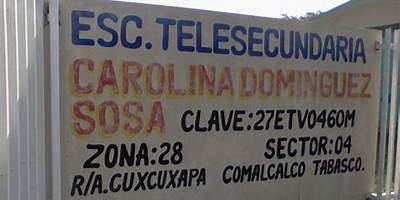 ESC. TELESECUNDARIA
CAROLINA DOMINGUEZ
SOSA CLAVE:27ETV0460M
ZONA:28 SECTOR:04
R/A. CUXCUXAPA COMALCALCO TABASCO.